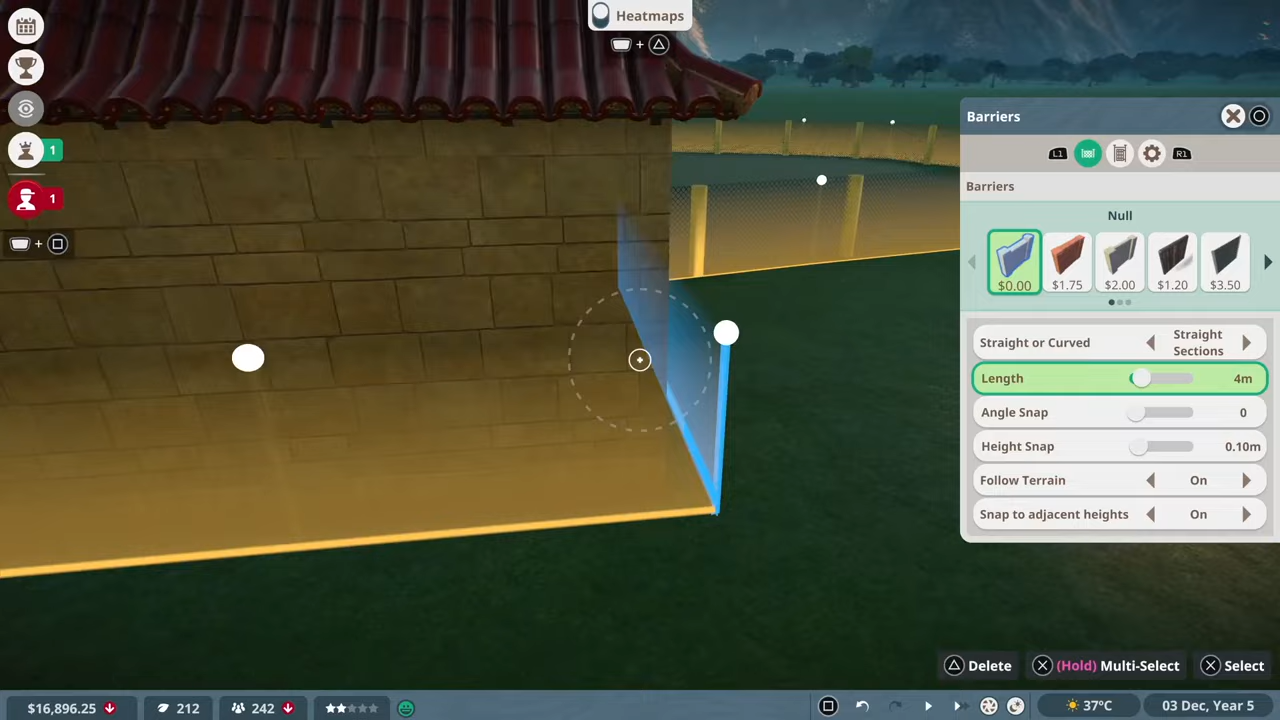 Heatmaps
+
1
1
+
Barriers
L1
R1
Barriers
Null
$0.00
$1.75
$2.00
$1.20
$3.50
Straight or Curved
Straight
Sections
Length
4m
Angle Snap
0
Height Snap
0.10m
Follow Terrain
On
Snap to adjacent heights
On
Delete
(Hold) Multi-Select
Select
$16,896.25
212
242
37°C
03 Dec, Year 5